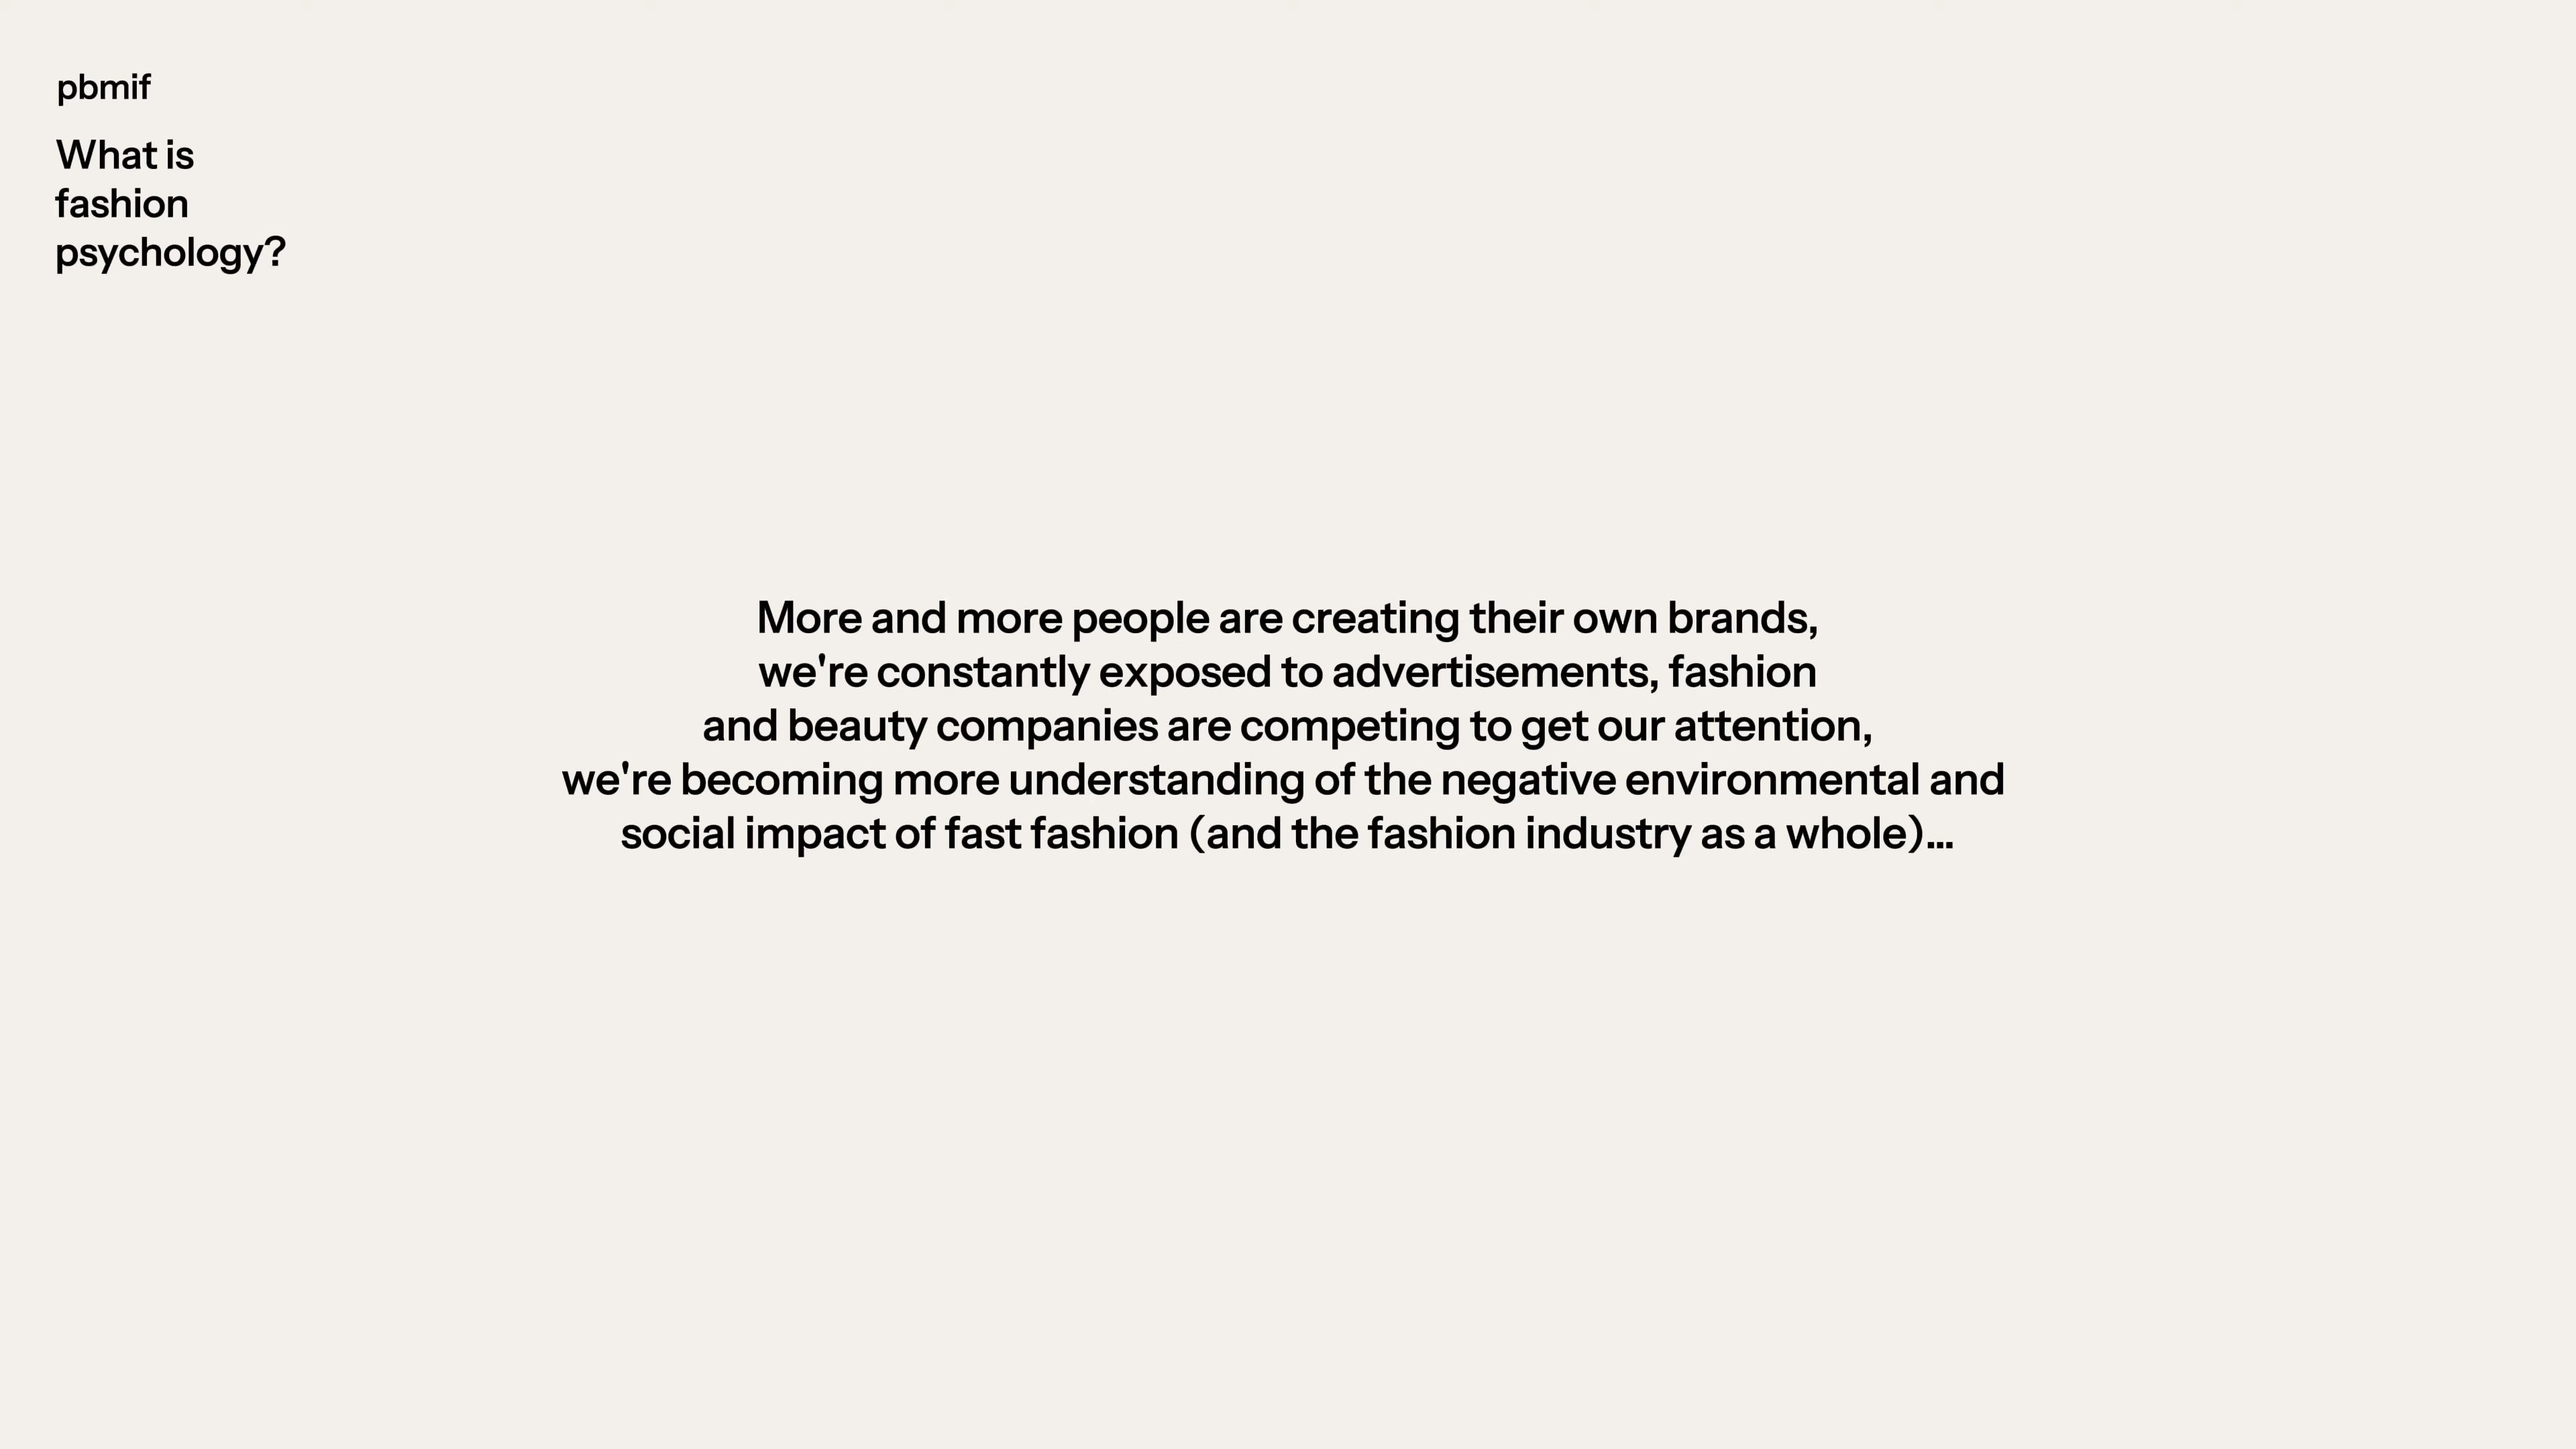 pbmif
What is
fashion
psychology?
More and more people are creating their own brands,
we're constantly exposed to advertisements, fashion
and beauty companies are competing to get our attention,
we're becoming more understanding of the negative environmental and
social impact of fast fashion (and the fashion industry as a whole)...